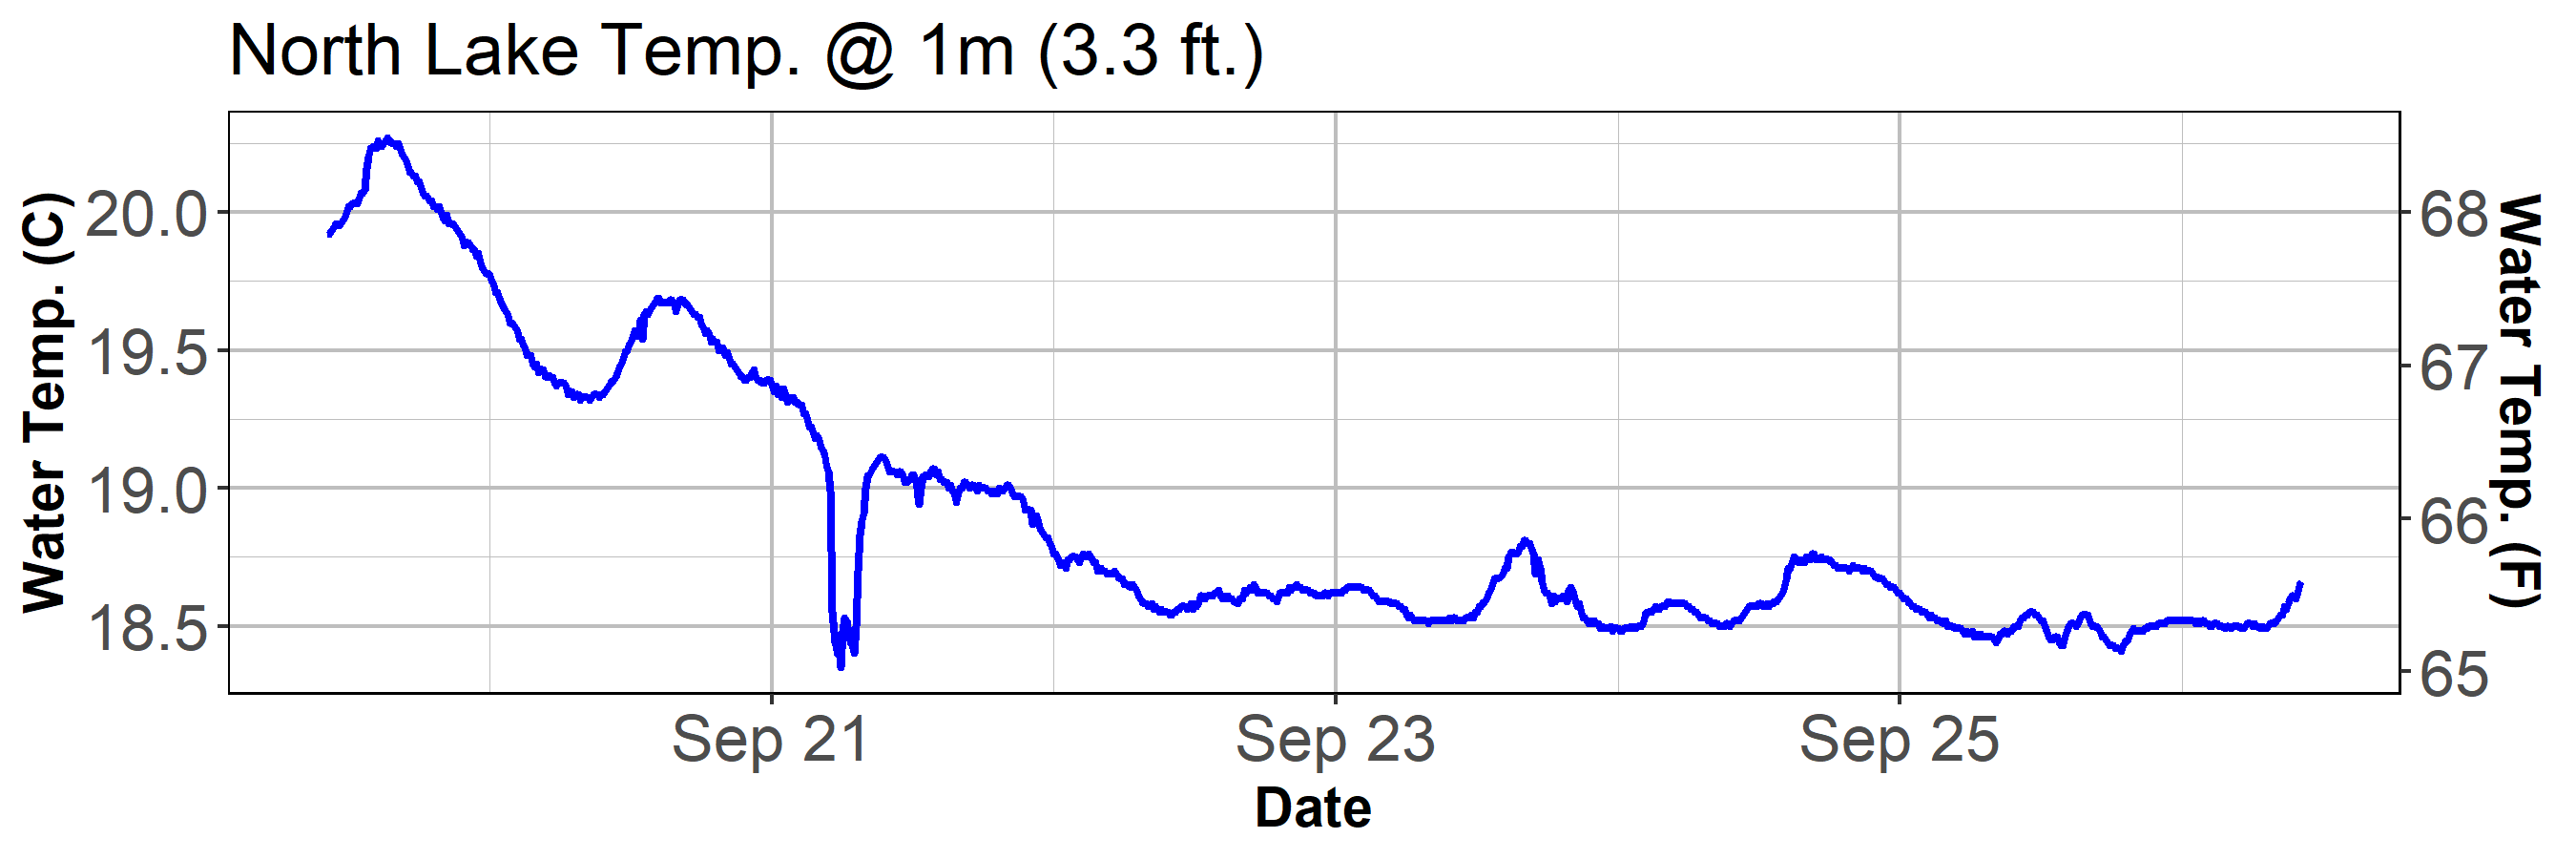 North Lake Temp. @ 1m (3.3 ft.)
Water Temp. (C)
20.0
19.5
19.0
18.5
68
67
66
65
Water Temp. (F)
Sep 21
Sep 23
Sep 25
Date